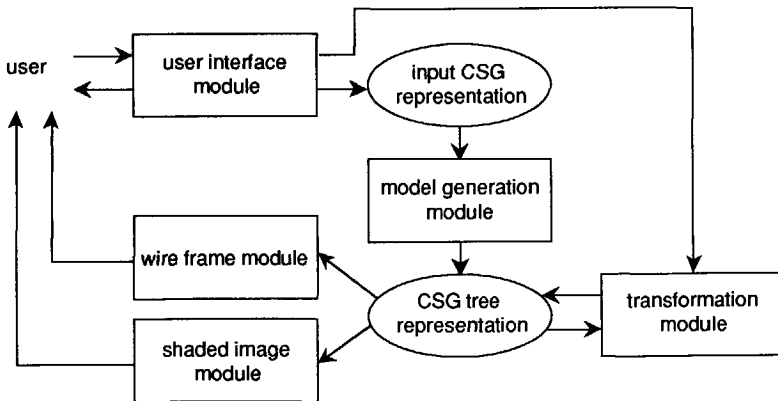 user
user interface
module
input CSG
representation
model generation
module
wire frame module
CSG tree
representation
transformation
module
shaded image
module